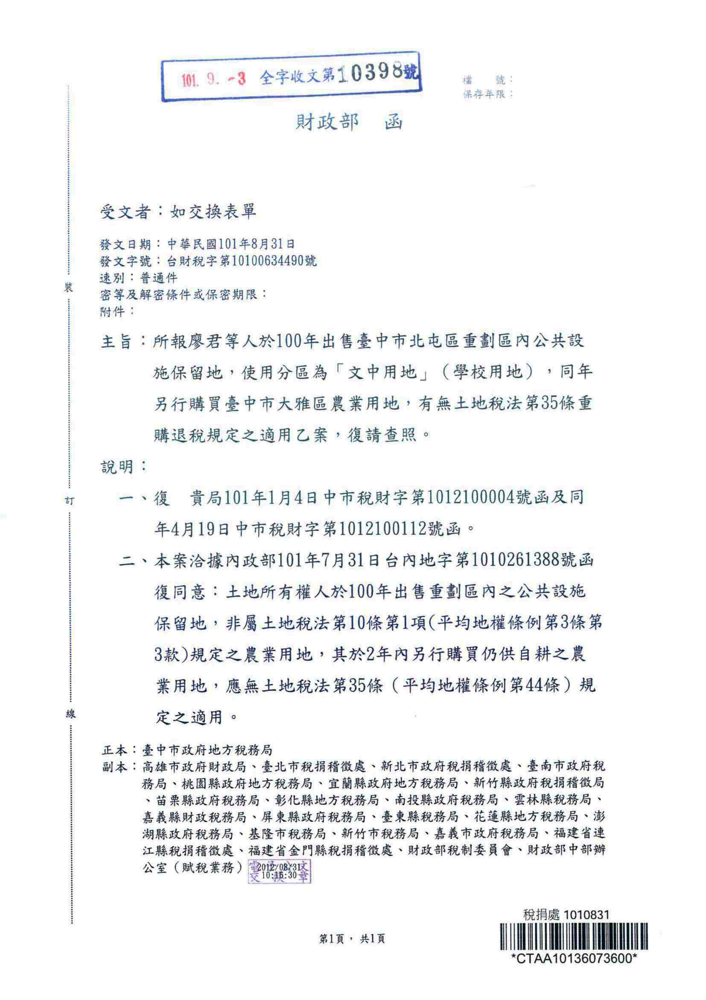 101. 9. -3 全字收文第10398號
檔　　號：
保存年限：
財政部　函
受文者：如交換表單
發文日期：中華民國101年8月31日
發文字號：台財稅字第10100634490號
速別：普通件
密等及解密條件或保密期限：
附件：
主旨：所報廖君等人於100年出售臺中市北屯區重劃區內公共設
施保留地，使用分區為「文中用地」（學校用地），同年
另行購買臺中市大雅區農業用地，有無土地稅法第35條重
購退稅規定之適用乙案，復請查照。
說明：
一、復　貴局101年1月4日中市稅財字第1012100004號函及同
年4月19日中市稅財字第1012100112號函。
二、本案洽據內政部101年7月31日台內地字第1010261388號函
復同意：土地所有權人於100年出售重劃區內之公共設施
保留地，非屬土地稅法第10條第1項(平均地權條例第3條第
3款)規定之農業用地，其於2年內另行購買仍供自耕之農
業用地，應無土地稅法第35條（平均地權條例第44條）規
定之適用。
正本：臺中市政府地方稅務局
副本：高雄市政府財政局、臺北市稅捐稽徵處、新北市政府稅捐稽徵處、臺南市政府稅
務局、桃園縣政府地方稅務局、宜蘭縣政府地方稅務局、新竹縣政府稅捐稽徵局
、苗栗縣政府稅務局、彰化縣地方稅務局、南投縣政府稅務局、雲林縣稅務局、
嘉義縣財政稅務局、屏東縣政府稅務局、臺東縣稅務局、花蓮縣地方稅務局、澎
湖縣政府稅務局、基隆市稅務局、新竹市稅務局、嘉義市政府稅務局、福建省連
江縣稅捐稽徵處、福建省金門縣稅捐稽徵處、財政部稅制委員會、財政部中部辦
公室（賦稅業務）
2012/08/31
10:16:30
裝
訂
線
稅捐處 1010831
第1頁，共1頁
*CTAA10136073600*